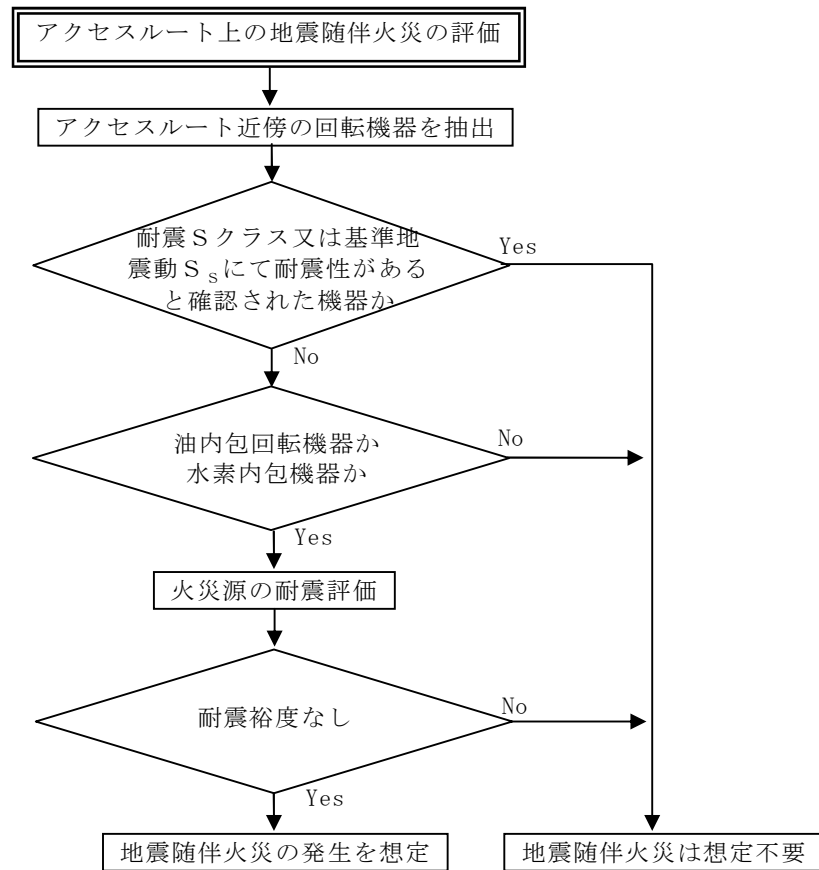 アクセスルート上の地震随伴火災の評価
アクセスルート近傍の回転機器を抽出
耐震Ｓクラス又は基準地
震動Ｓsにて耐震性がある
と確認された機器か
Yes
No
油内包回転機器か
水素内包機器か
No
Yes
火災源の耐震評価
耐震裕度なし
No
Yes
地震随伴火災の発生を想定
地震随伴火災は想定不要